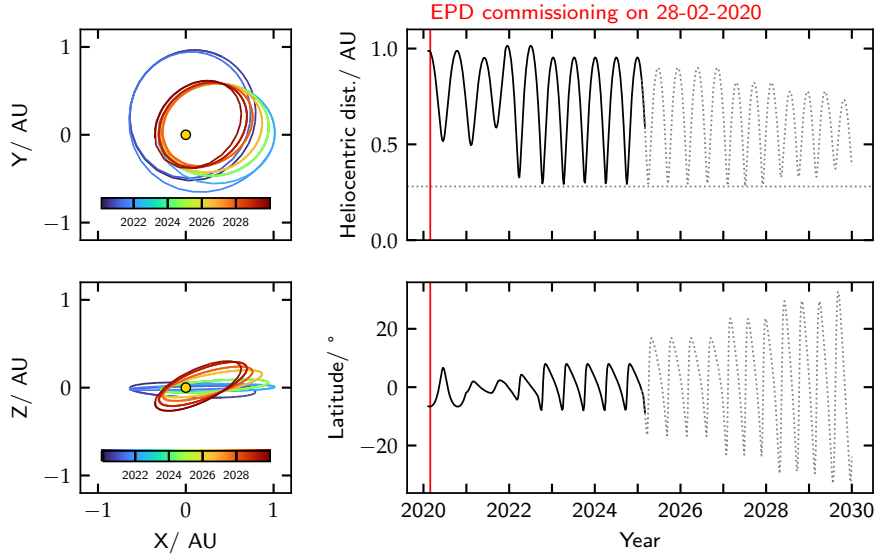 EPD commissioning on 28-02-2020
1
0
−1
Y/ AU
2022 2024 2026 2028
1.0
0.5
0.0
Heliocentric dist./ AU
1
0
−1
Z/ AU
2022 2024 2026 2028
−1 0 1
X/ AU
20
0
−20
Latitude/ °
2020 2022 2024 2026 2028 2030
Year